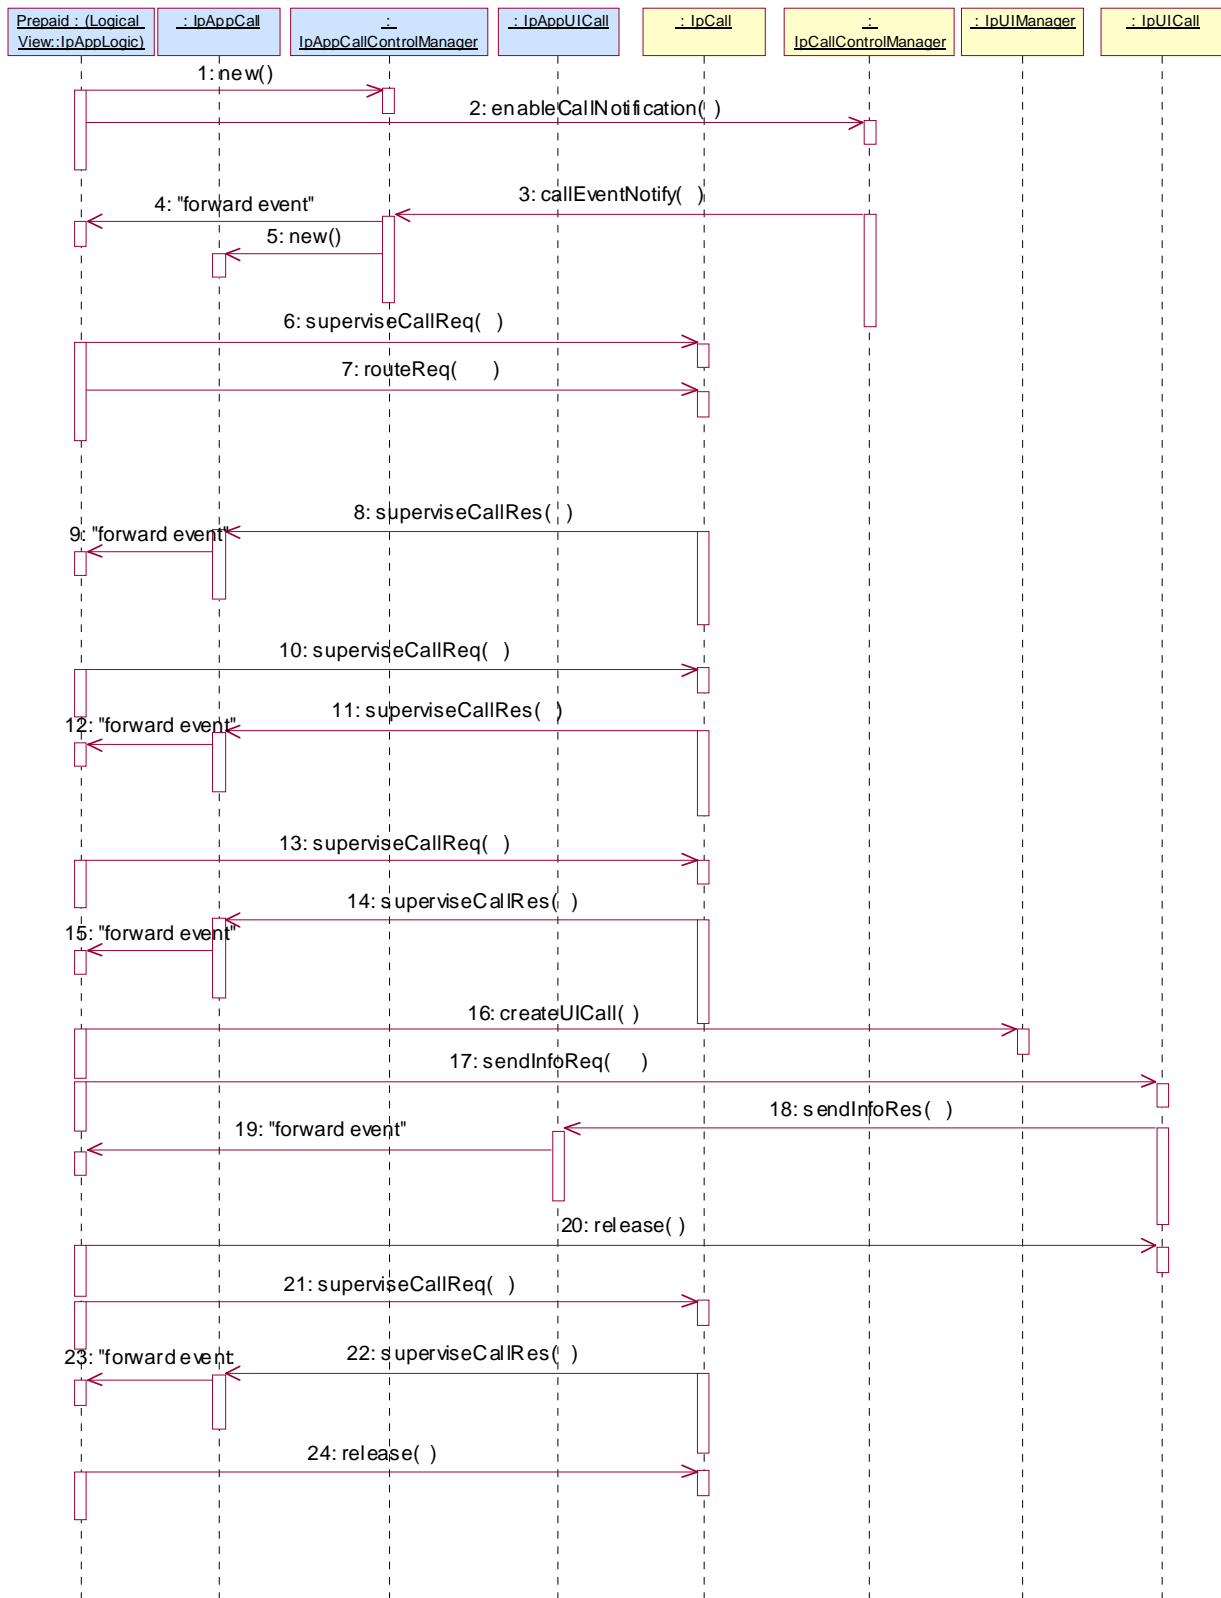 Prepaid : (Logical
View::IpAppLogic)
: IpAppCall
:
IpAppCallControlManager
: IpAppUICall
: IpCall
:
IpCallControlManager
: IpUIManager
: IpUICall
1: new()
2: enableCallNotification( )
3: callEventNotify( )
4: "forward event"
5: new()
6: superviseCallReq( )
7: routeReq( )
8: superviseCallRes( )
9: "forward event"
10: superviseCallReq( )
11: superviseCallRes( )
12: "forward event"
13: superviseCallReq( )
14: superviseCallRes( )
15: "forward event"
16: createUICall( )
17: sendInfoReq( )
18: sendInfoRes( )
19: "forward event"
20: release( )
21: superviseCallReq( )
22: superviseCallRes( )
23: "forward event:
24: release( )